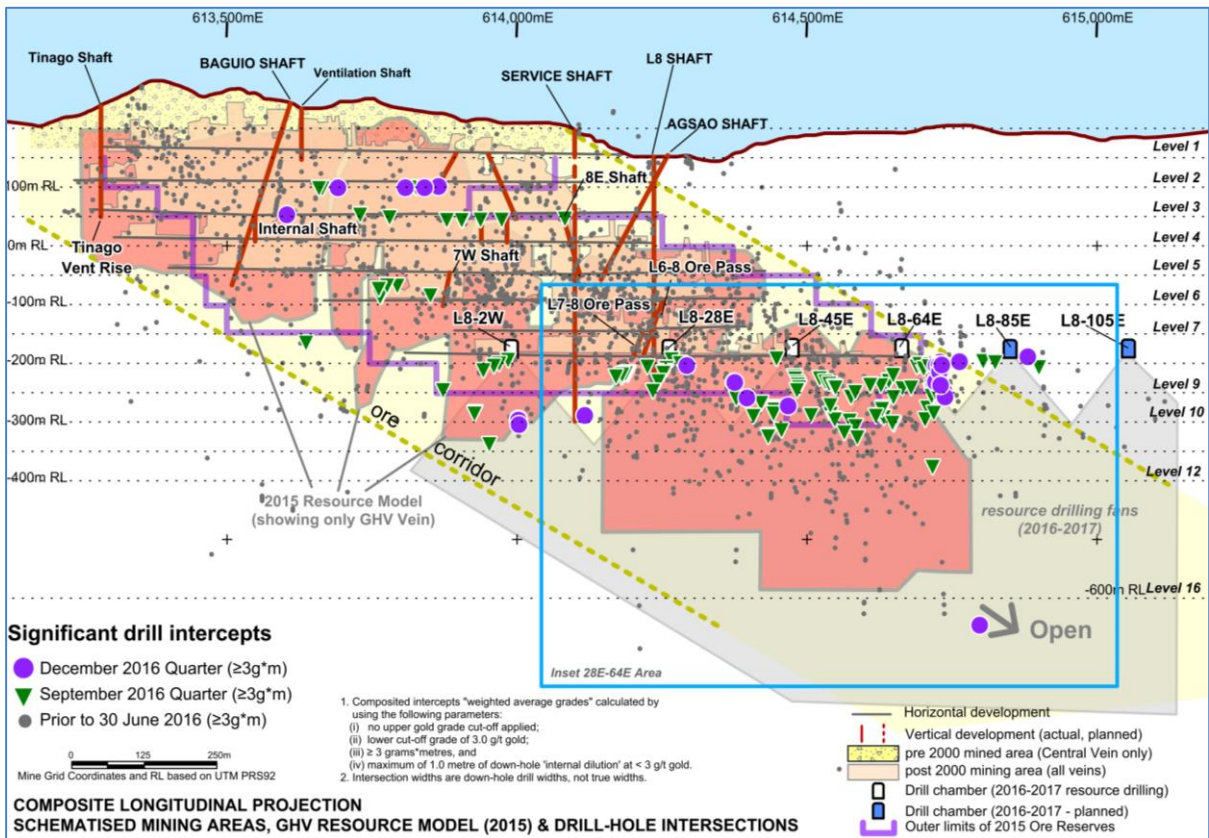 613,500mE
614,000mE
614,500mE
615,000mE
Tinago Shaft
BAGUIO SHAFT
Ventilation Shaft
SERVICE SHAFT
L8 SHAFT
AGSAO SHAFT
Level 1
Level 2
100m RL
8E Shaft
Level 3
Internal Shaft
Level 4
0m RL
Tinago
Vent Rise
7W Shaft
L6-8 Ore Pass
Level 5
Level 6
-100m RL
L7-8 Ore Pass
L8-2W
L8-28E
L8-45E
L8-64E
L8-85E
L8-105E
Level 7
-200m RL
Level 9
Level 10
-300m RL
ore
corridor
Level 12
-400m RL
2015 Resource Model
(showing only GHV Vein)
resource drilling fans
(2016-2017)
-600m RL
Level 16
Open
Inset 28E-64E Area
Significant drill intercepts
December 2016 Quarter (≥3g*m)
September 2016 Quarter (≥3g*m)
Prior to 30 June 2016 (≥3g*m)
0 125 250m
Mine Grid Coordinates and RL based on UTM PRS92
1. Composited intercepts "weighted average grades" calculated by
using the following parameters:
(i) no upper gold grade cut-off applied;
(ii) lower cut-off grade of 3.0 g/t gold;
(iii) ≥ 3 grams*metres, and
(iv) maximum of 1.0 metre of down-hole 'internal dilution' at < 3 g/t gold.
2. Intersection widths are down-hole drill widths, not true widths.
Horizontal development
Vertical development (actual, planned)
pre 2000 mined area (Central Vein only)
post 2000 mining area (all veins)
Drill chamber (2016-2017 resource drilling)
Drill chamber (2016-2017 - planned)
Outer limits of 2015 Ore Reserves
COMPOSITE LONGITUDINAL PROJECTION
SCHEMATISED MINING AREAS, GHV RESOURCE MODEL (2015) & DRILL-HOLE INTERSECTIONS